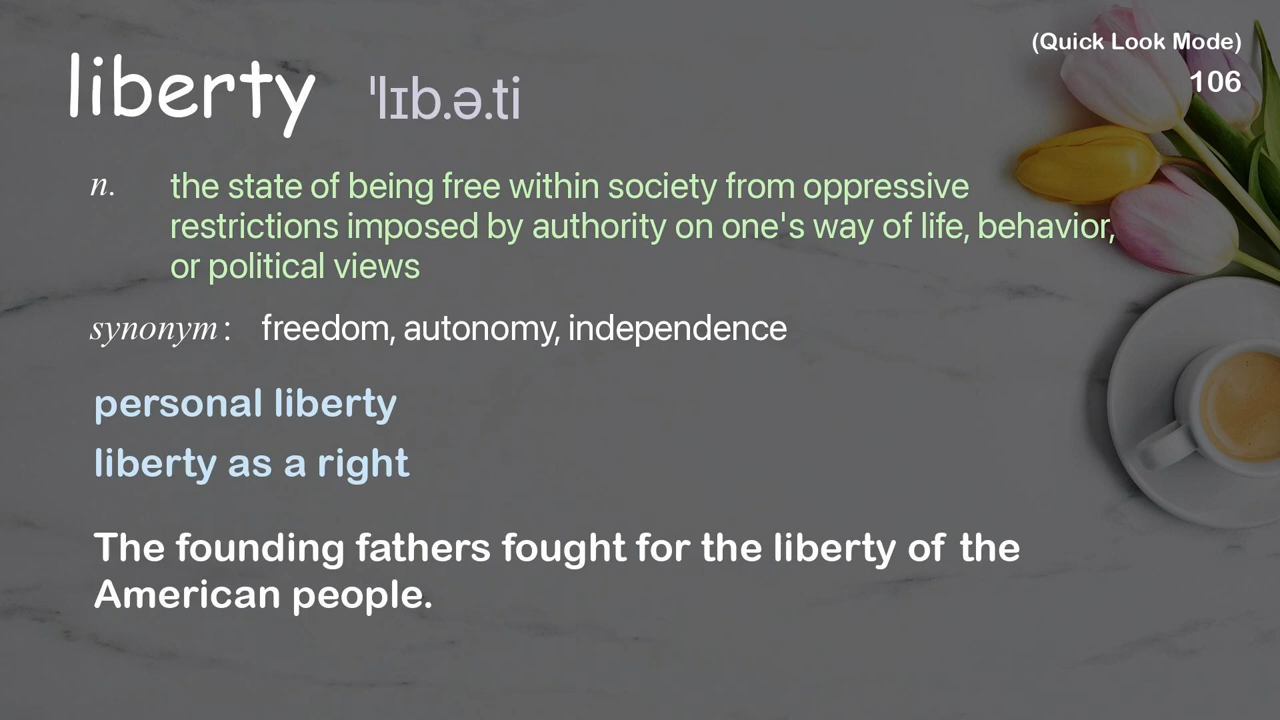 (Quick Look Mode)
106
liberty ˈlɪb.ə.ti
n. the state of being free within society from oppressive
restrictions imposed by authority on one's way of life, behavior,
or political views
synonym: freedom, autonomy, independence
personal liberty
liberty as a right
The founding fathers fought for the liberty of the
American people.